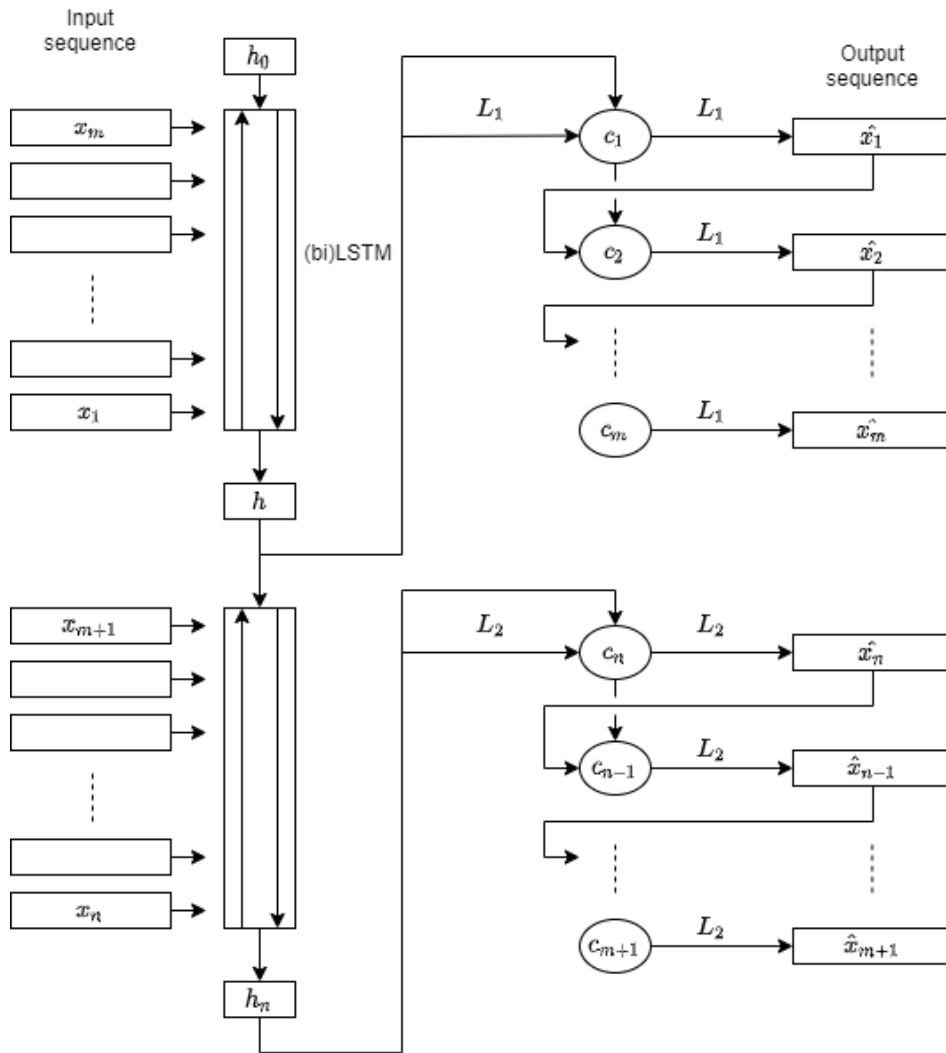 Input
sequence
h₀
Output
sequence
xₘ
L₁
c₁
L₁
x̂₁
(bi)LSTM
c₂
L₁
x̂₂
x₁
cₘ
L₁
x̂ₘ
h
xₘ₊₁
L₂
cₙ
L₂
x̂ₙ
cₙ₋₁
L₂
x̂ₙ₋₁
xₙ
cₘ₊₁
L₂
x̂ₘ₊₁
hₙ